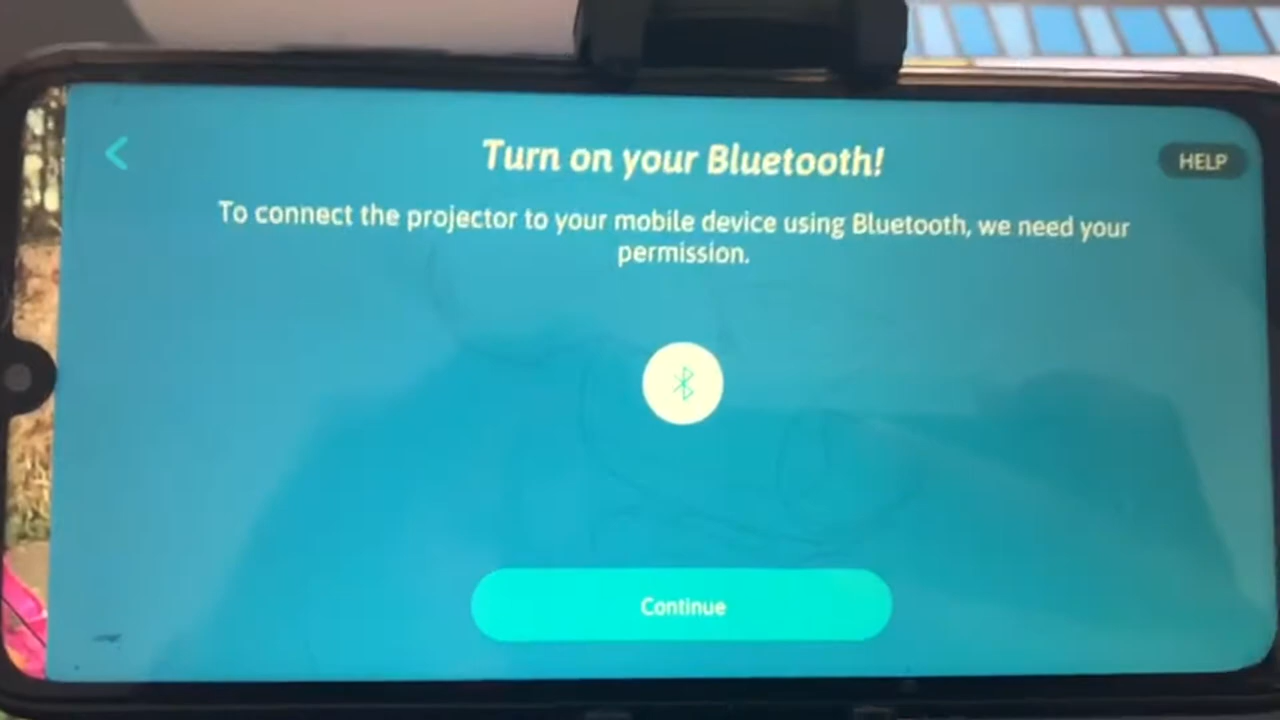 Turn on your Bluetooth!
HELP
To connect the projector to your mobile device using Bluetooth, we need your
permission.
Continue